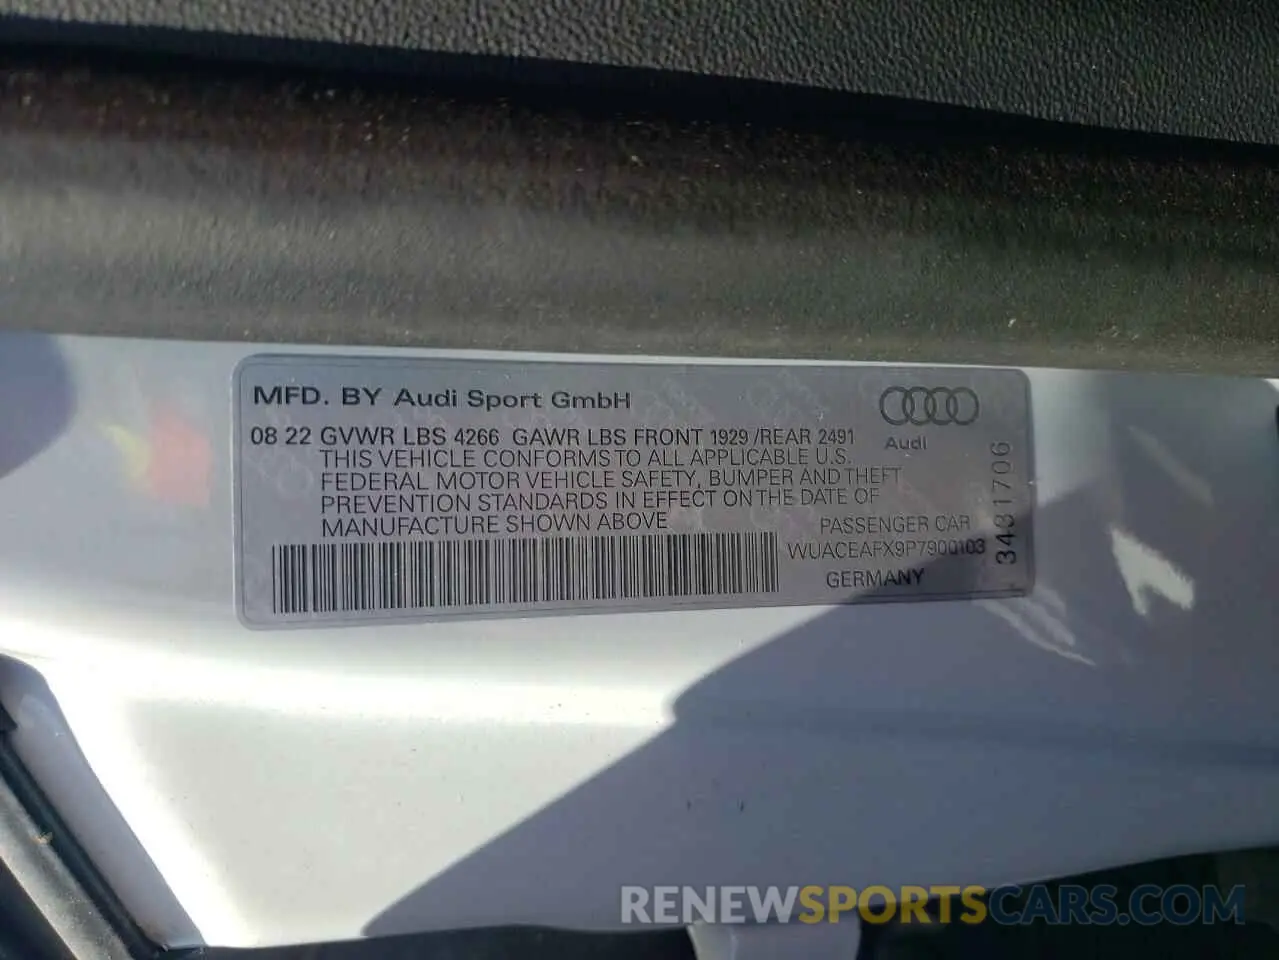 MFD. BY Audi Sport GmbH
08 22 GVWR LBS 4266 GAWR LBS FRONT 1929 /REAR 2491
Audi
THIS VEHICLE CONFORMS TO ALL APPLICABLE U.S.
FEDERAL MOTOR VEHICLE SAFETY, BUMPER AND THEFT
PREVENTION STANDARDS IN EFFECT ON THE DATE OF
MANUFACTURE SHOWN ABOVE
PASSENGER CAR
WUACEAFX9P7900103
GERMANY
3431706
RENEWSPORTSCARS.COM